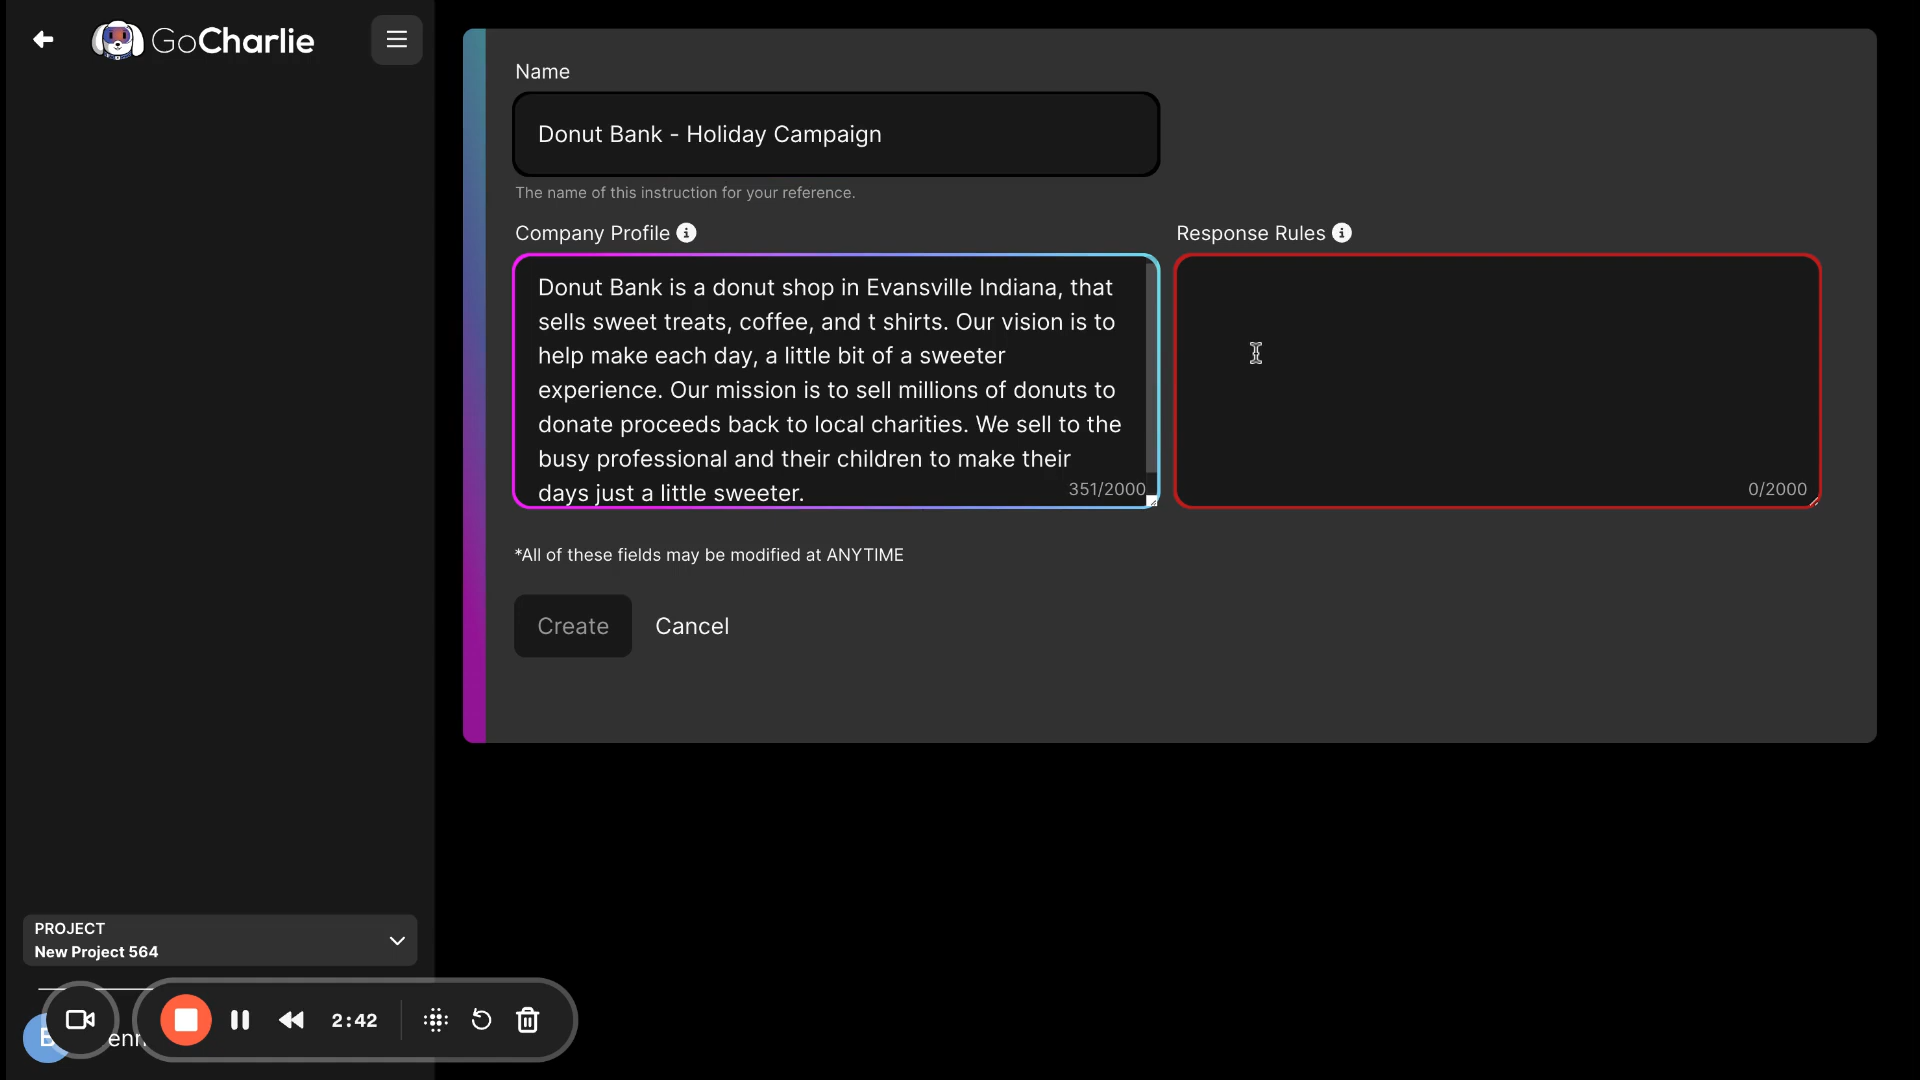 GoCharlie
Name
Donut Bank - Holiday Campaign
The name of this instruction for your reference.
Company Profile
Response Rules
Donut Bank is a donut shop in Evansville Indiana, that
sells sweet treats, coffee, and t shirts. Our vision is to
help make each day, a little bit of a sweeter
experience. Our mission is to sell millions of donuts to
donate proceeds back to local charities. We sell to the
busy professional and their children to make their
days just a little sweeter.
351/2000
0/2000
*All of these fields may be modified at ANYTIME
Create
Cancel
PROJECT
New Project 564
2:42